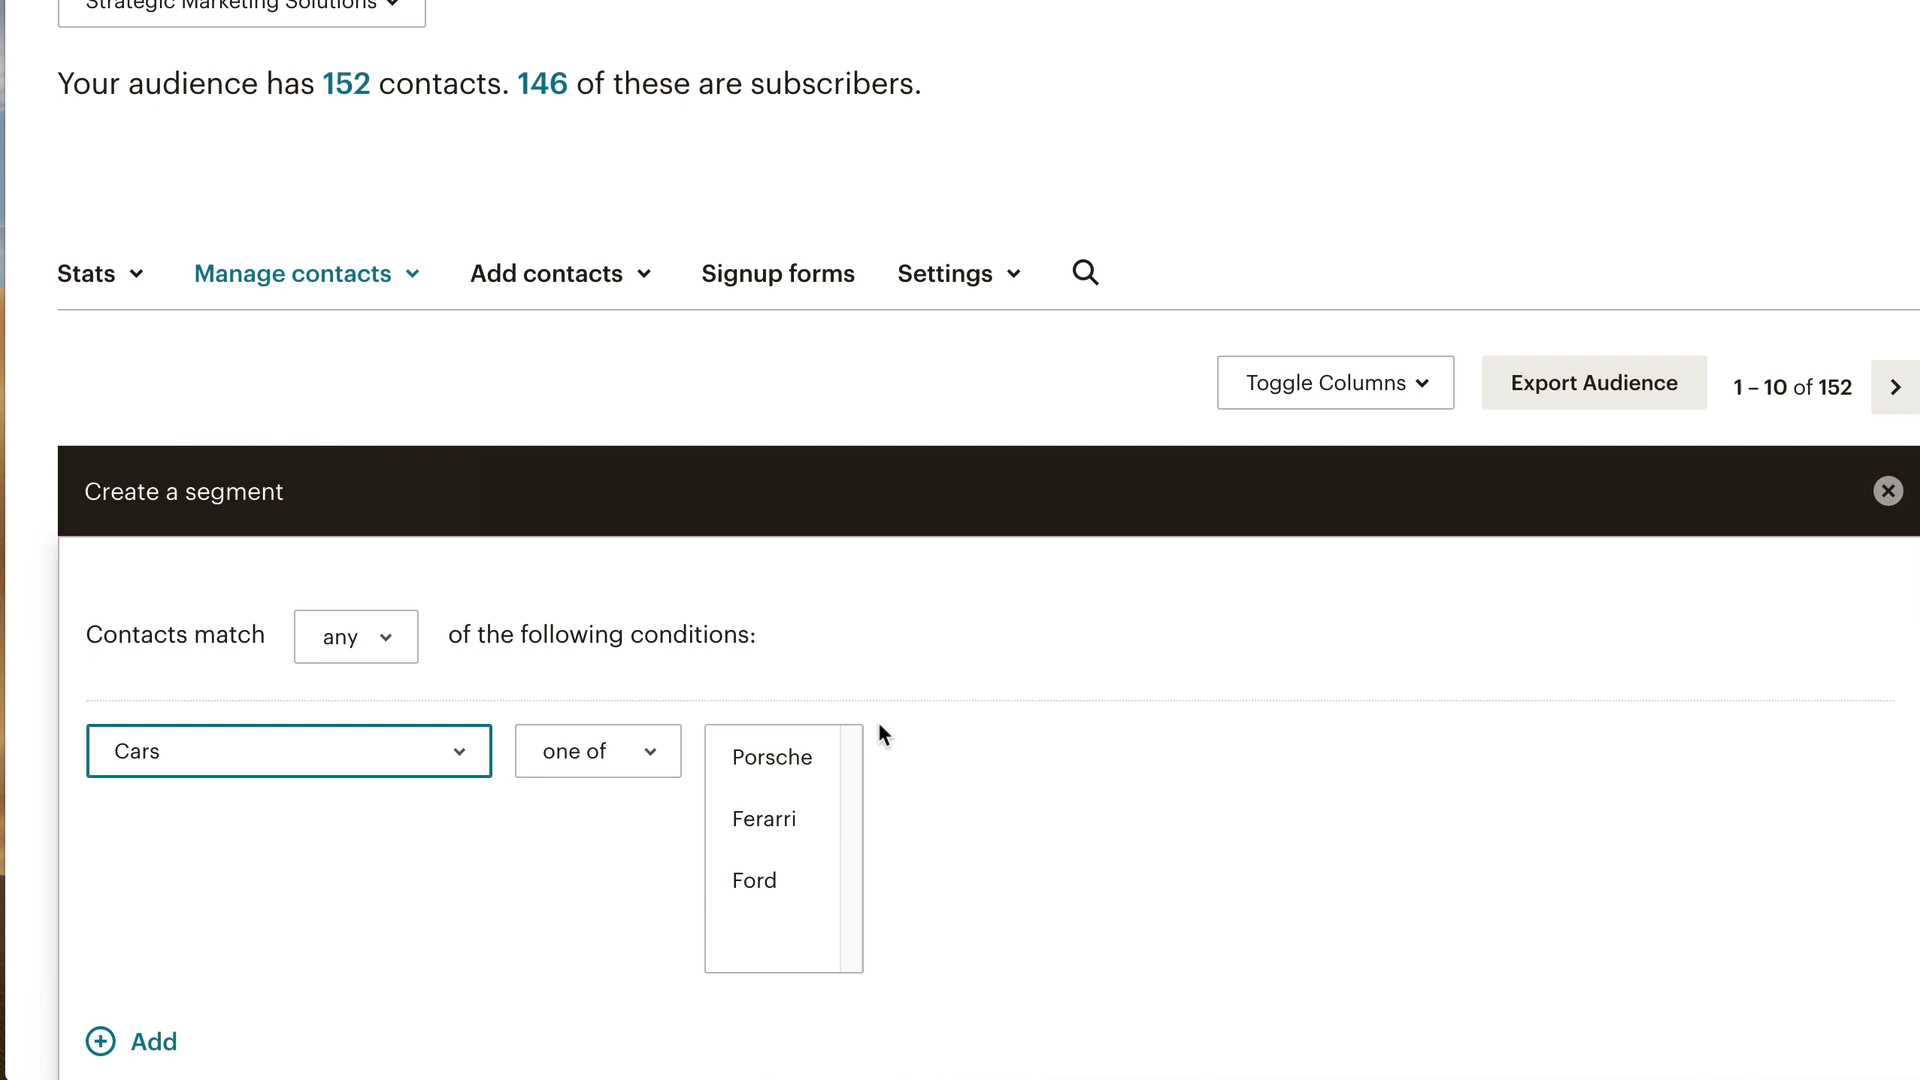 Strategic Marketing Solutions
Your audience has 152 contacts. 146 of these are subscribers.
Stats Manage contacts Add contacts Signup forms Settings
Toggle Columns Export Audience 1 – 10 of 152
Create a segment
Contacts match any of the following conditions:
Cars one of Porsche
Ferarri
Ford
Add